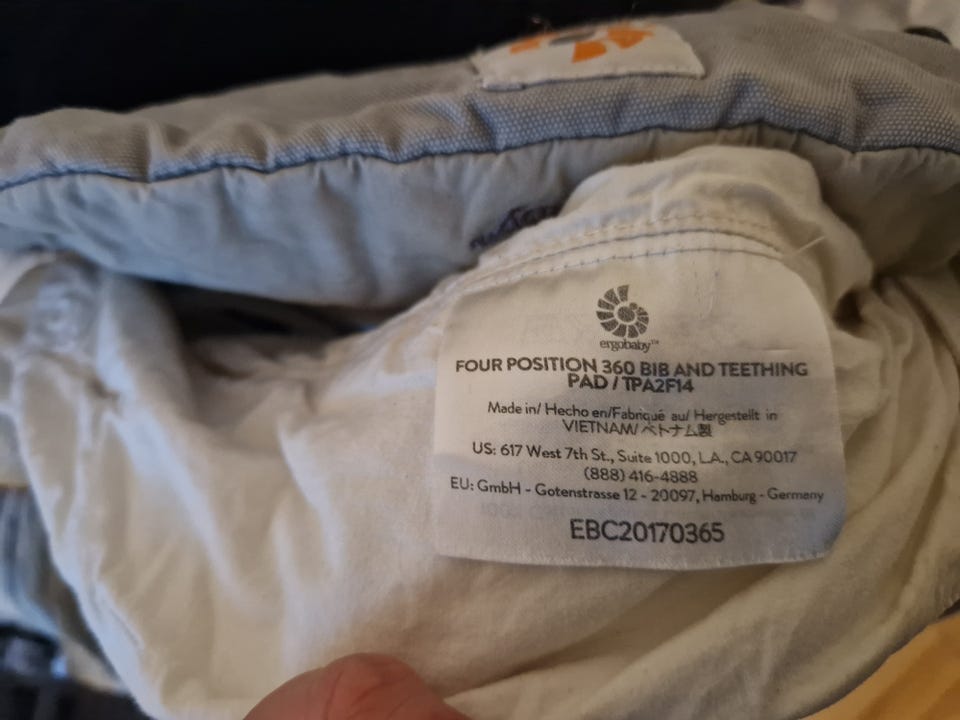 ergobaby™
FOUR POSITION 360 BIB AND TEETHING
PAD / TPA2F14
Made in/ Hecho en/Fabriqué au/ Hergestellt in
VIETNAM/ベトナム製
US: 617 West 7th St., Suite 1000, L.A., CA 90017
(888) 416-4888
EU: GmbH - Gotenstrasse 12 - 20097, Hamburg - Germany
EBC20170365